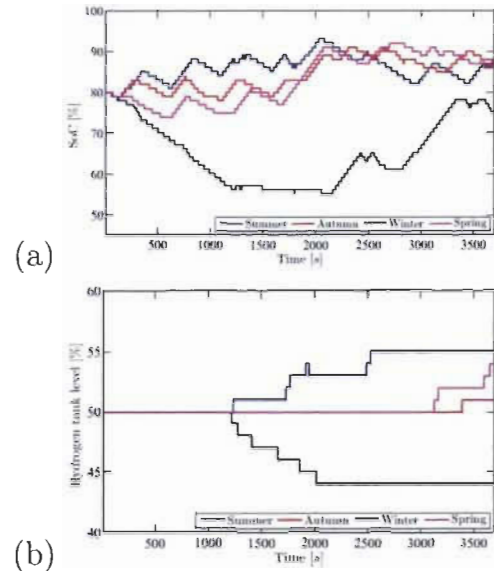 100
90
80
70
60
50
SoC [%]
Summer Autumn Winter Spring
500 1000 1500 2000 2500 3000 3500
Time [s]
(a)
60
55
50
45
40
Hydrogen tank level [%]
Summer Autumn Winter Spring
500 1000 1500 2000 2500 3000 3500
Time [s]
(b)